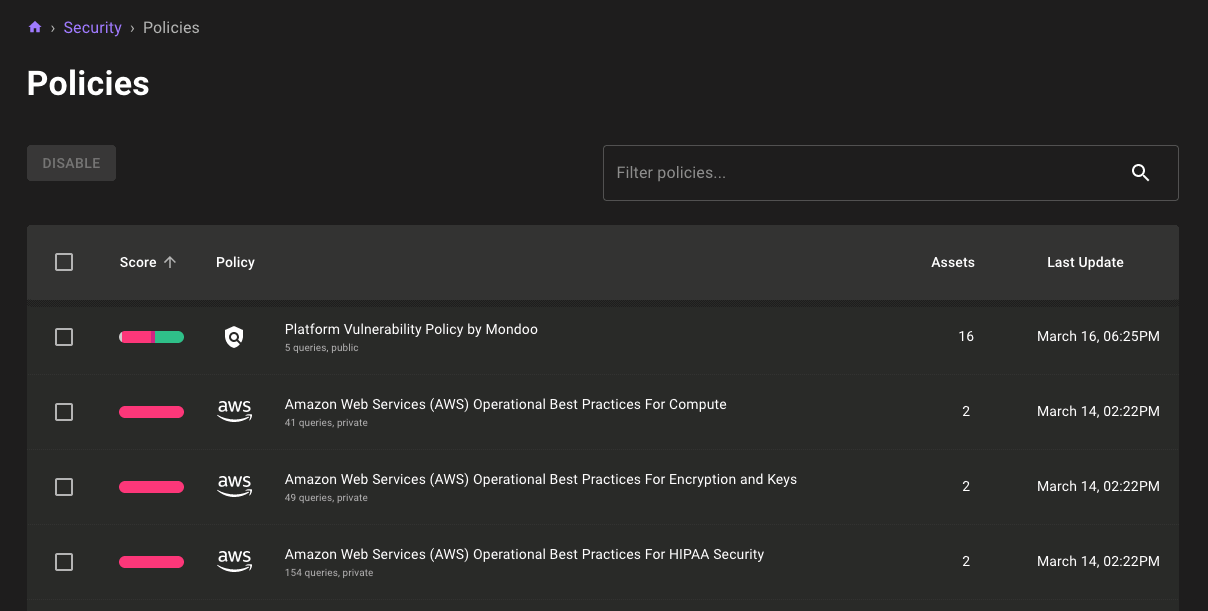 › Security › Policies
Policies
DISABLE
Filter policies...
Score Policy Assets Last Update
Platform Vulnerability Policy by Mondoo 16 March 16, 06:25PM
5 queries, public
aws Amazon Web Services (AWS) Operational Best Practices For Compute 2 March 14, 02:22PM
41 queries, private
aws Amazon Web Services (AWS) Operational Best Practices For Encryption and Keys 2 March 14, 02:22PM
49 queries, private
aws Amazon Web Services (AWS) Operational Best Practices For HIPAA Security 2 March 14, 02:22PM
154 queries, private